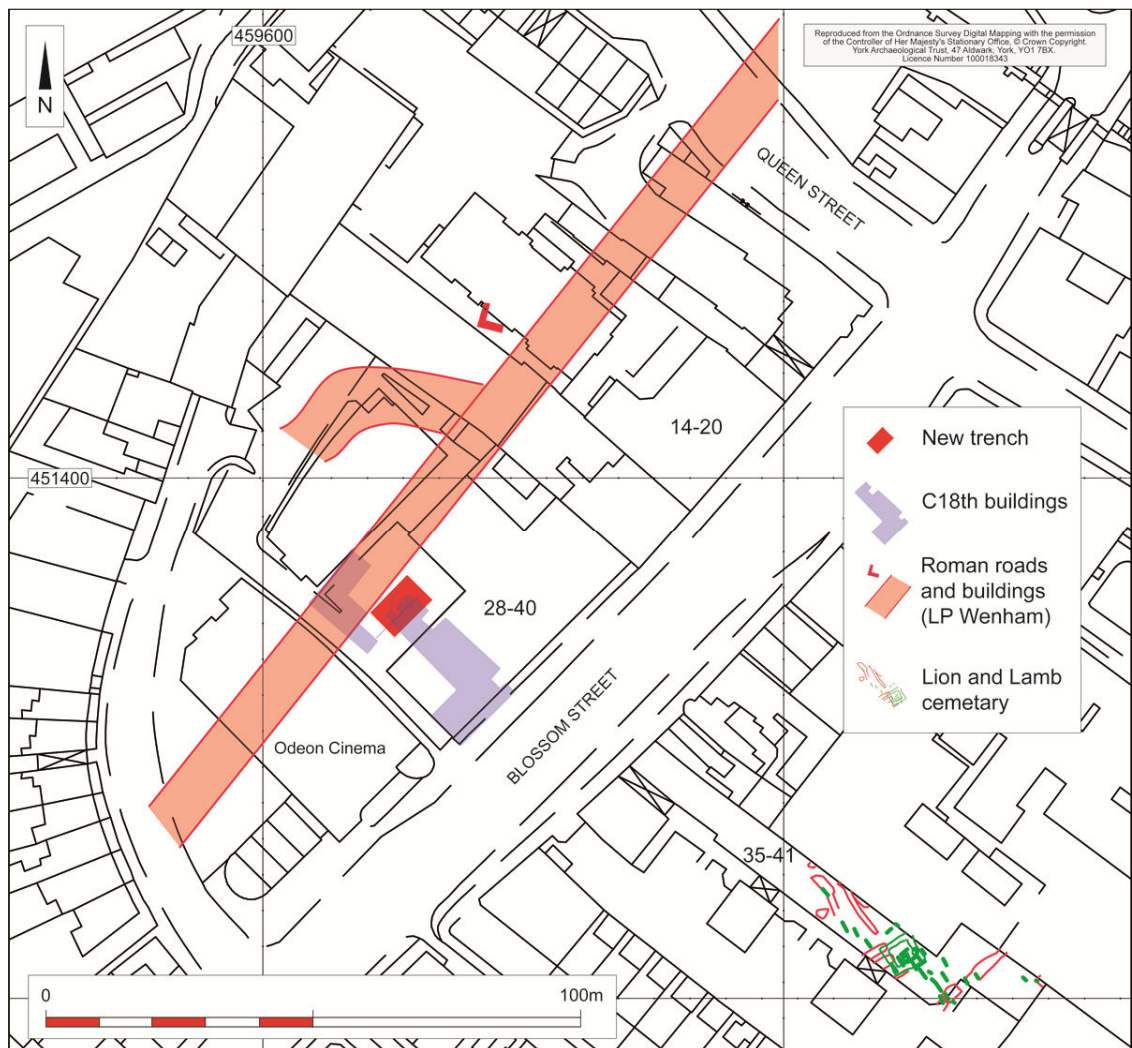 459600
Reproduced from the Ordnance Survey Digital Mapping with the permission
of the Controller of Her Majesty's Stationary Office, © Crown Copyright.
York Archaeological Trust, 47 Aldwark, York, YO1 7BX.
Licence Number 100018343
N
QUEEN STREET
14-20
451400
New trench
C18th buildings
Roman roads
and buildings
(LP Wenham)
Lion and Lamb
cemetary
28-40
BLOSSOM STREET
Odeon Cinema
35-41
0
100m